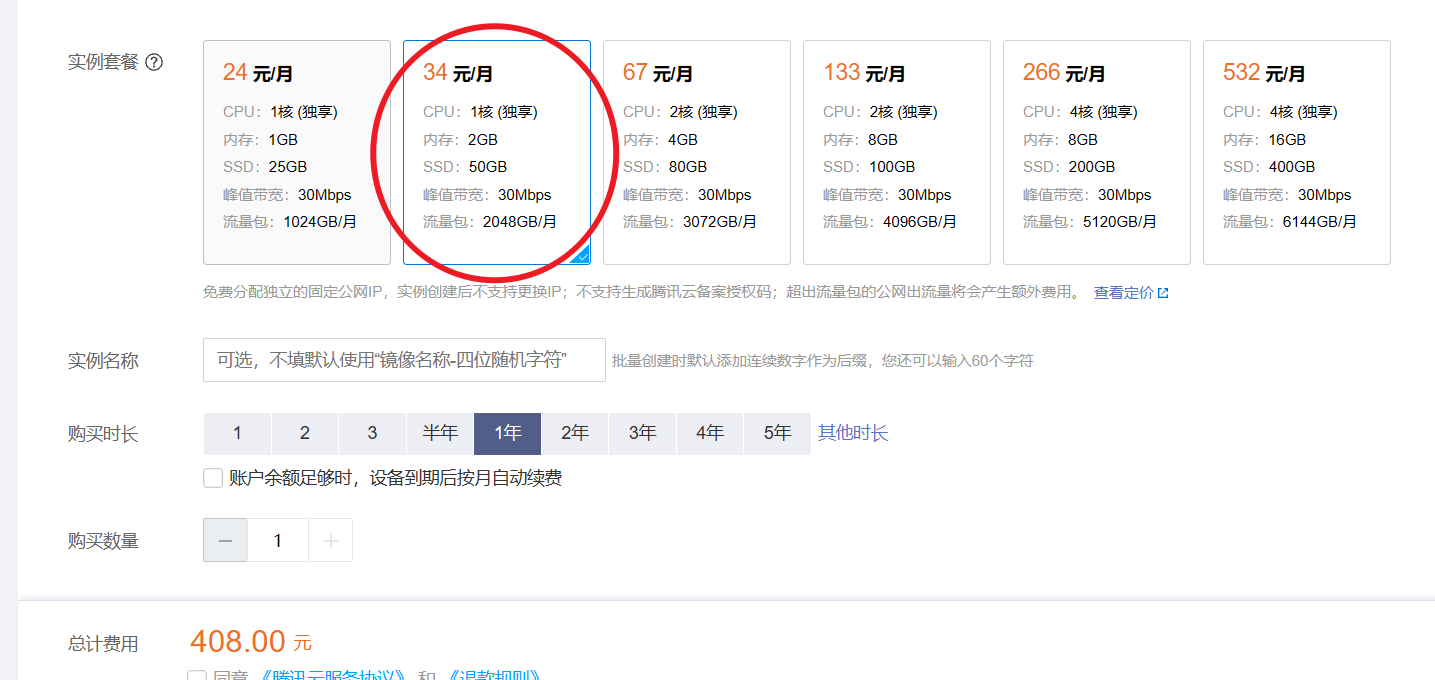 实例套餐
24 元/月
CPU： 1核 (独享)
内存： 1GB
SSD： 25GB
峰值带宽： 30Mbps
流量包： 1024GB/月
34 元/月
CPU： 1核 (独享)
内存： 2GB
SSD： 50GB
峰值带宽： 30Mbps
流量包： 2048GB/月
67 元/月
CPU： 2核 (独享)
内存： 4GB
SSD： 80GB
峰值带宽： 30Mbps
流量包： 3072GB/月
133 元/月
CPU： 2核 (独享)
内存： 8GB
SSD： 100GB
峰值带宽： 30Mbps
流量包： 4096GB/月
266 元/月
CPU： 4核 (独享)
内存： 8GB
SSD： 200GB
峰值带宽： 30Mbps
流量包： 5120GB/月
532 元/月
CPU： 4核 (独享)
内存： 16GB
SSD： 400GB
峰值带宽： 30Mbps
流量包： 6144GB/月
免费分配独立的固定公网IP，实例创建后不支持更换IP；不支持生成腾讯云备案授权码；超出流量包的公网出流量将会产生额外费用。 查看定价
实例名称 可选，不填默认使用“镜像名称-四位随机字符” 批量创建时默认添加连续数字作为后缀，您还可以输入60个字符
购买时长 1 2 3 半年 1年 2年 3年 4年 5年 其他时长
账户余额足够时，设备到期后按月自动续费
购买数量 1
总计费用 408.00 元
同意 《腾讯云服务协议》 和 《退款规则》